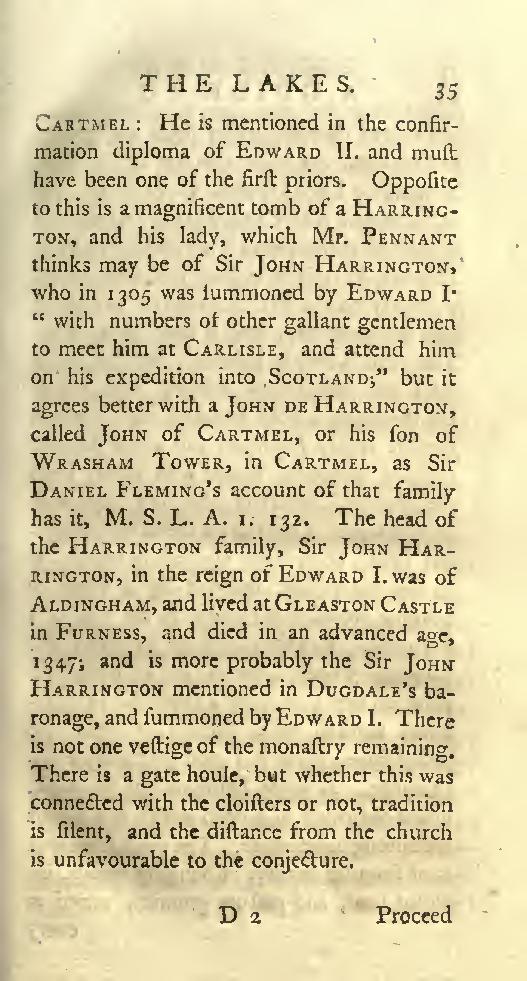 THE LAKES. 35
CARTMEL: He is mentioned in the confir-
mation diploma of EDWARD II. and muſt
have been one of the firſt priors. Oppoſite
to this is a magnificent tomb of a HARRING-
TON, and his lady, which Mr. PENNANT
thinks may be of Sir JOHN HARRINGTON,
who in 1305 was ſummoned by EDWARD I.
“ with numbers of other gallant gentlemen
to meet him at CARLISLE, and attend him
on his expedition into SCOTLAND;” but it
agrees better with a JOHN DE HARRINGTON,
called JOHN of CARTMEL, or his ſon of
WRASHAM TOWER, in CARTMEL, as Sir
DANIEL FLEMING'S account of that family
has it, M. S. L. A. 1. 132. The head of
the HARRINGTON family, Sir JOHN HAR-
RINGTON, in the reign of EDWARD I. was of
ALDINGHAM, and lived at GLEASTON CASTLE
in FURNESS, and died in an advanced age,
1347; and is more probably the Sir JOHN
HARRINGTON mentioned in DUGDALE'S ba-
ronage, and ſummoned by EDWARD I. There
is not one veſtige of the monaſtry remaining.
There is a gate houſe, but whether this was
connected with the cloiſters or not, tradition
is ſilent, and the diſtance from the church
is unfavourable to the conjecture.
D 2 Proceed